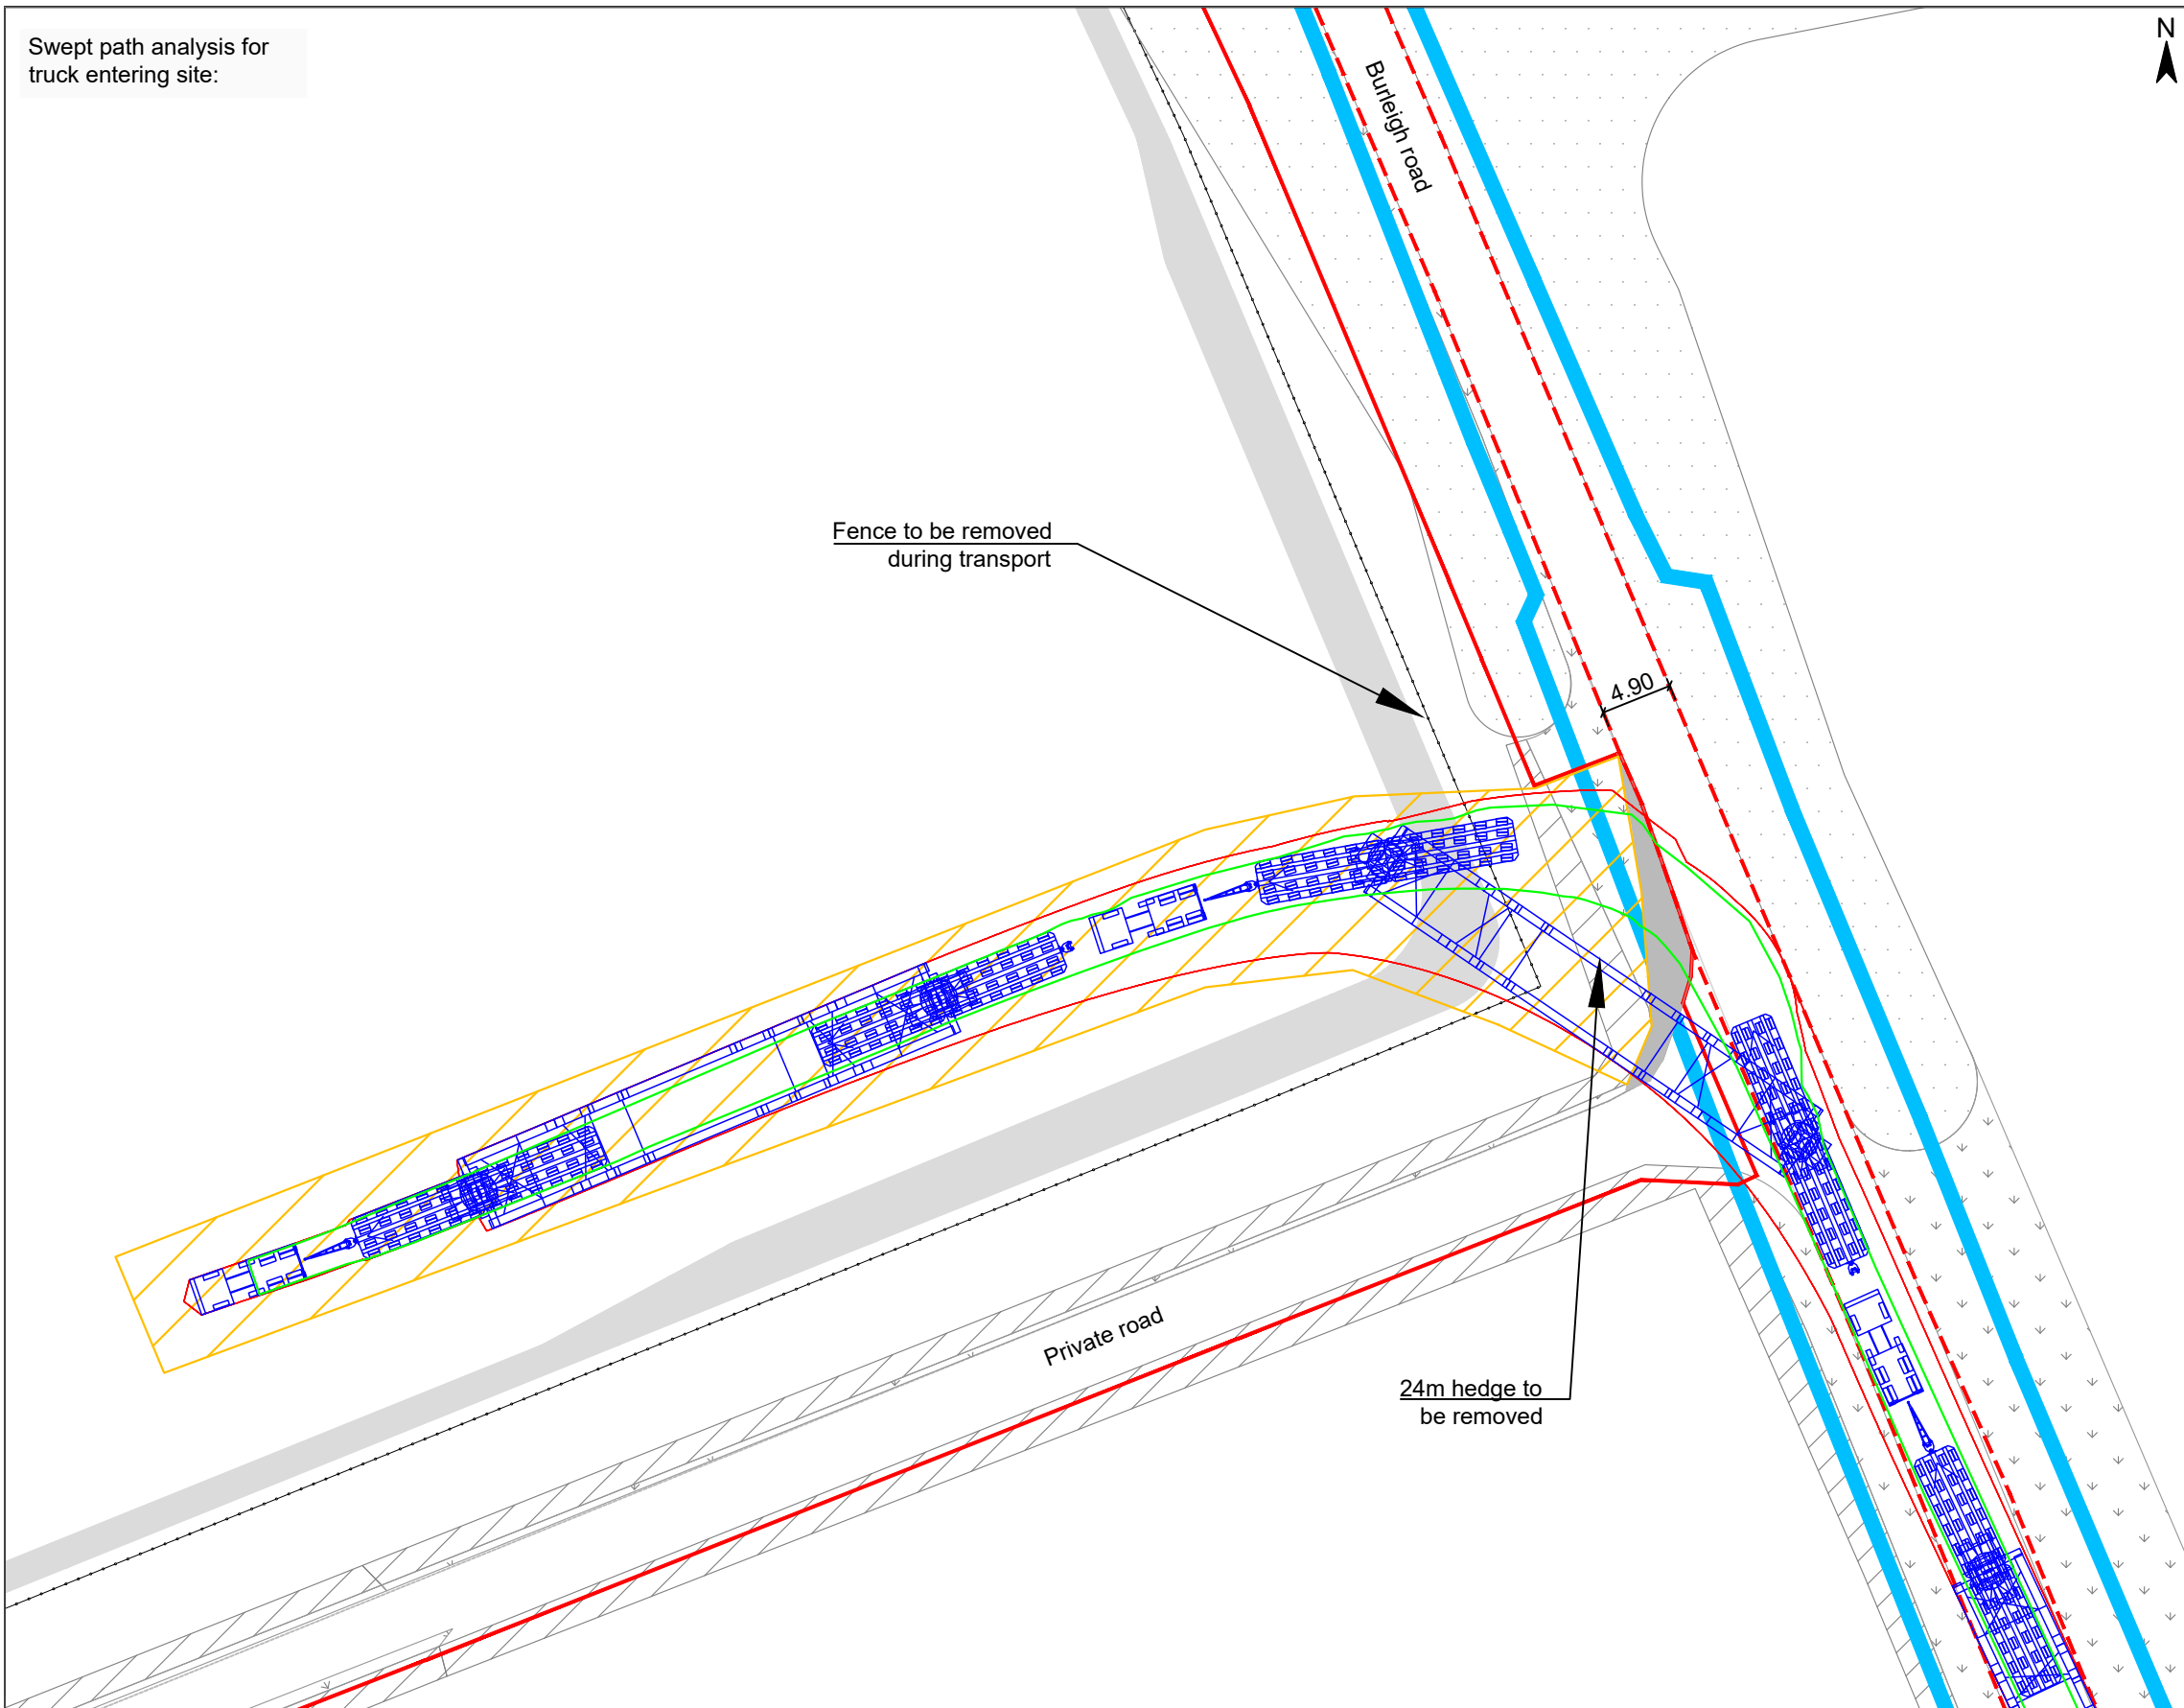 Swept path analysis for
truck entering site:
N
Burleigh road
Fence to be removed
during transport
4.90
Private road
24m hedge to
be removed